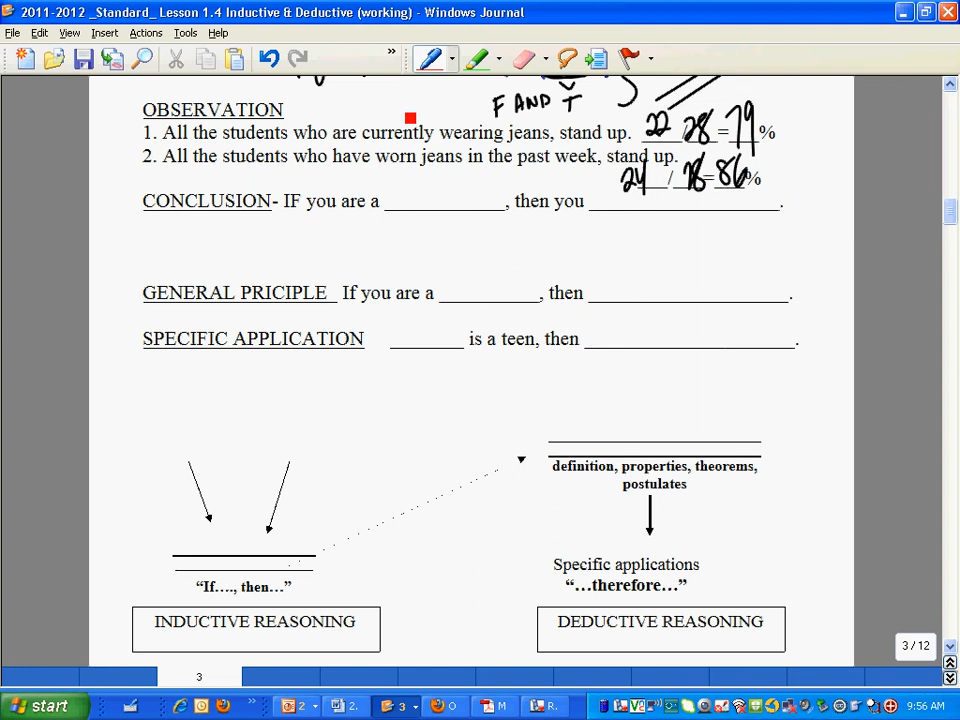 2011-2012 _Standard_ Lesson 1.4 Inductive & Deductive (working) - Windows Journal
File Edit View Insert Actions Tools Help
»
F AND T
OBSERVATION
1. All the students who are currently wearing jeans, stand up. 22 / 28 = 79 %
2. All the students who have worn jeans in the past week, stand up.
24 / 28 = 86 %
CONCLUSION- IF you are a ____________, then you ___________________.
GENERAL PRICIPLE If you are a __________, then ____________________.
SPECIFIC APPLICATION ________ is a teen, then _____________________.
definition, properties, theorems,
postulates
Specific applications
“…therefore…”
“If…., then…”
INDUCTIVE REASONING
DEDUCTIVE REASONING
3 / 12
3
start » 2 2. 3 O M R. 9:56 AM